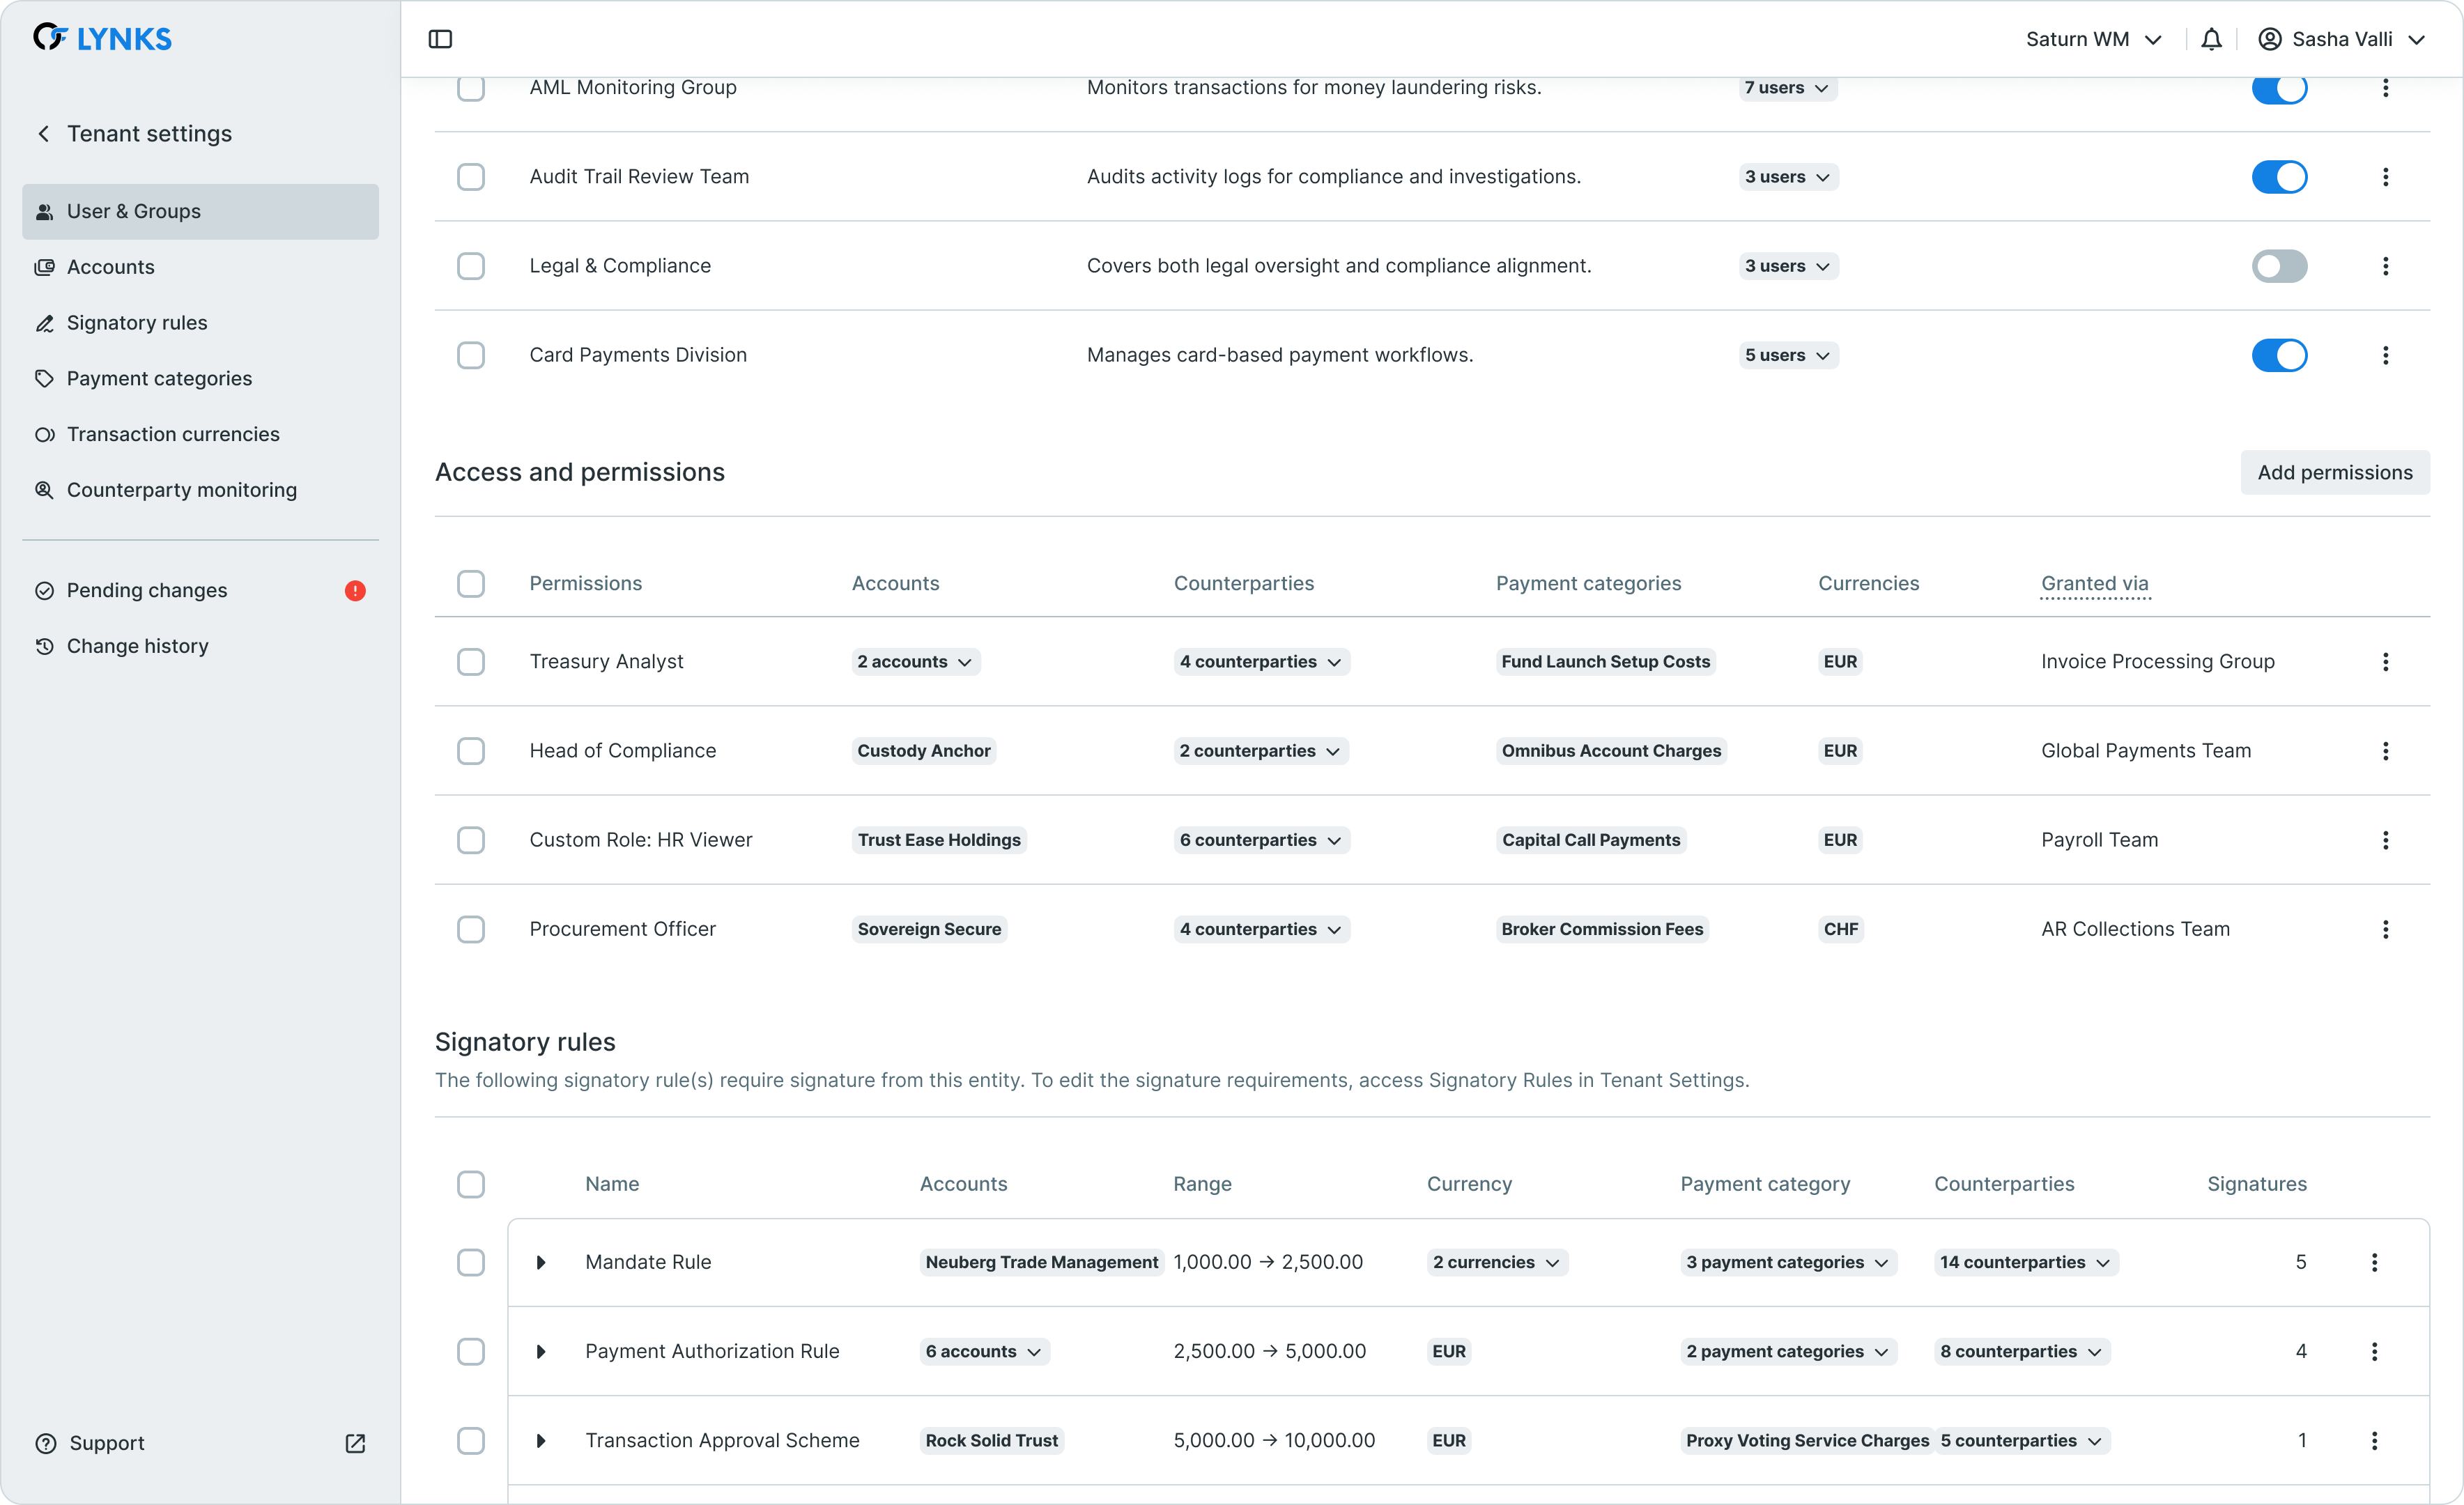 LYNKS
Saturn WM
Sasha Valli
Tenant settings
User & Groups
Accounts
Signatory rules
Payment categories
Transaction currencies
Counterparty monitoring
Pending changes
Change history
Support
AML Monitoring Group Monitors transactions for money laundering risks. 7 users
Audit Trail Review Team Audits activity logs for compliance and investigations. 3 users
Legal & Compliance Covers both legal oversight and compliance alignment. 3 users
Card Payments Division Manages card-based payment workflows. 5 users
Access and permissions
Add permissions
Permissions Accounts Counterparties Payment categories Currencies Granted via
Treasury Analyst 2 accounts 4 counterparties Fund Launch Setup Costs EUR Invoice Processing Group
Head of Compliance Custody Anchor 2 counterparties Omnibus Account Charges EUR Global Payments Team
Custom Role: HR Viewer Trust Ease Holdings 6 counterparties Capital Call Payments EUR Payroll Team
Procurement Officer Sovereign Secure 4 counterparties Broker Commission Fees CHF AR Collections Team
Signatory rules
The following signatory rule(s) require signature from this entity. To edit the signature requirements, access Signatory Rules in Tenant Settings.
Name Accounts Range Currency Payment category Counterparties Signatures
Mandate Rule Neuberg Trade Management 1,000.00 → 2,500.00 2 currencies 3 payment categories 14 counterparties 5
Payment Authorization Rule 6 accounts 2,500.00 → 5,000.00 EUR 2 payment categories 8 counterparties 4
Transaction Approval Scheme Rock Solid Trust 5,000.00 → 10,000.00 EUR Proxy Voting Service Charges 5 counterparties 1